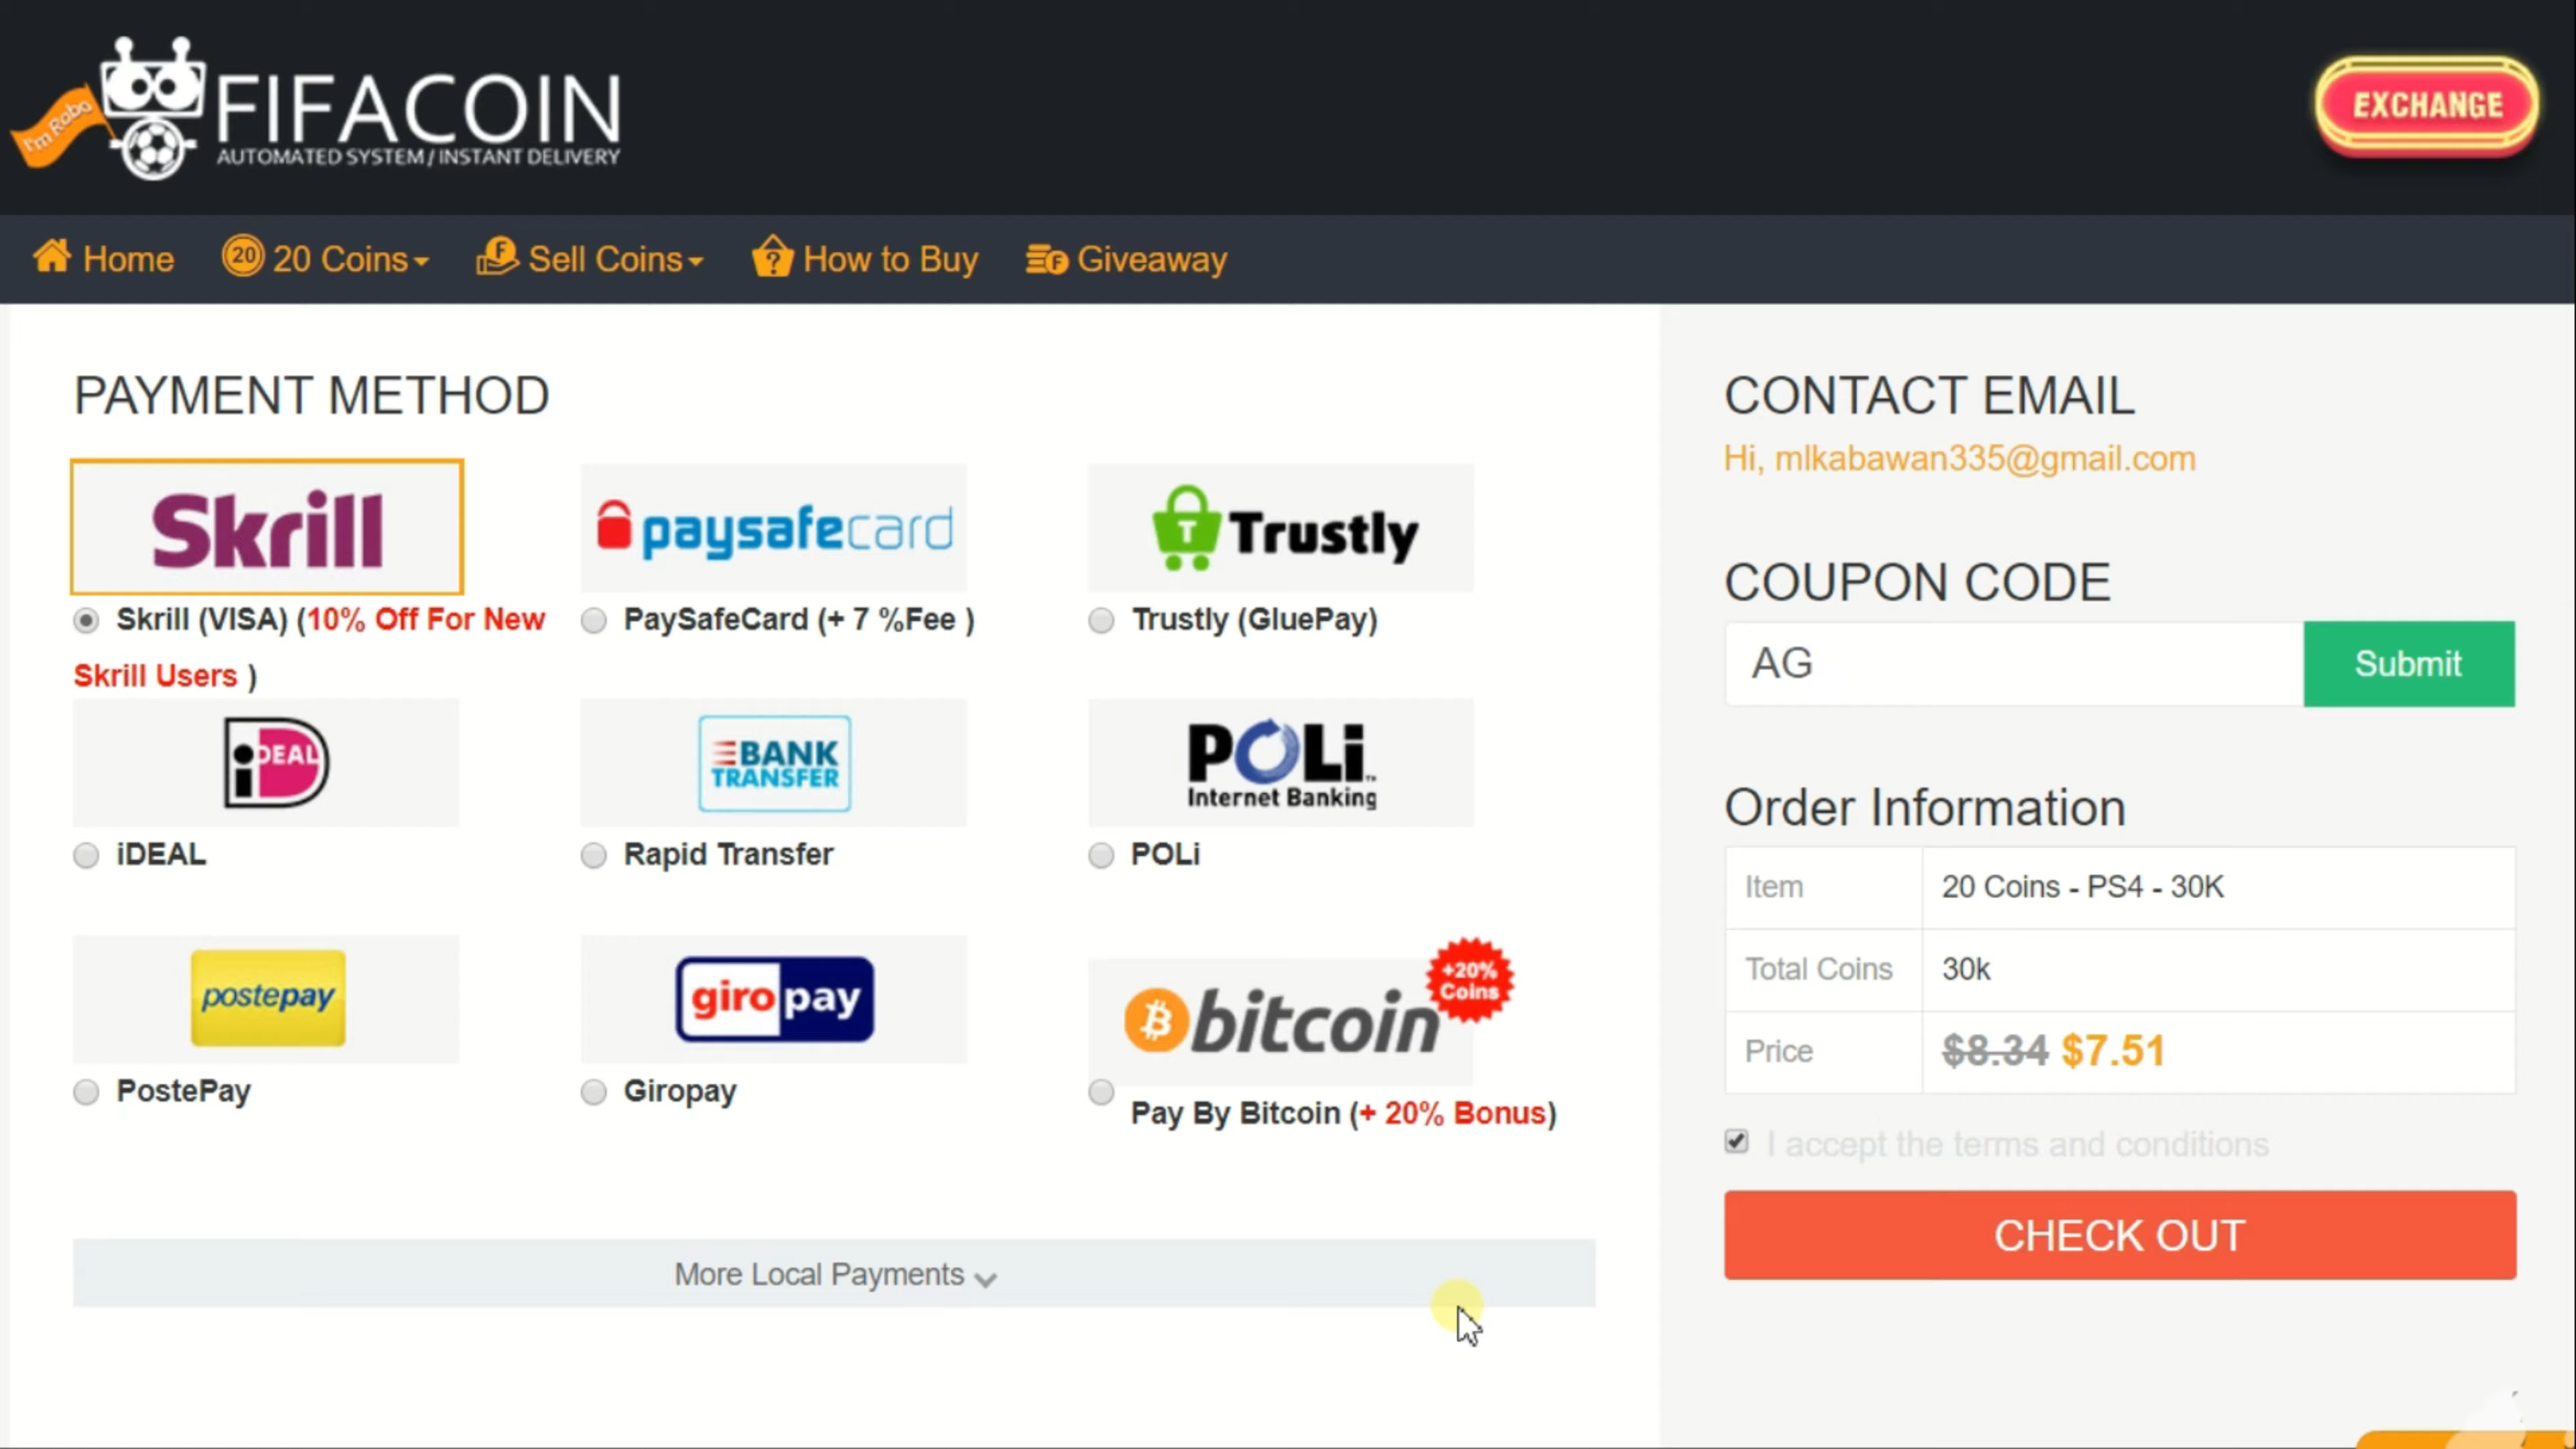 I'm Robo
FIFACOIN
AUTOMATED SYSTEM / INSTANT DELIVERY
EXCHANGE
Home
20
20 Coins
F
Sell Coins
?
How to Buy
F
Giveaway
PAYMENT METHOD
Skrill
paysafecard
T
Trustly
Skrill (VISA) (10% Off For New
Skrill Users )
PaySafeCard (+ 7 %Fee )
Trustly (GluePay)
iDEAL
BANK
TRANSFER
POLi
Internet Banking
iDEAL
Rapid Transfer
POLi
postepay
giropay
bitcoin
+20%
Coins
PostePay
Giropay
Pay By Bitcoin (+ 20% Bonus)
More Local Payments
CONTACT EMAIL
Hi, mlkabawan335@gmail.com
COUPON CODE
AG
Submit
Order Information
Item
20 Coins - PS4 - 30K
Total Coins
30k
Price
$8.34 $7.51
I accept the terms and conditions
CHECK OUT